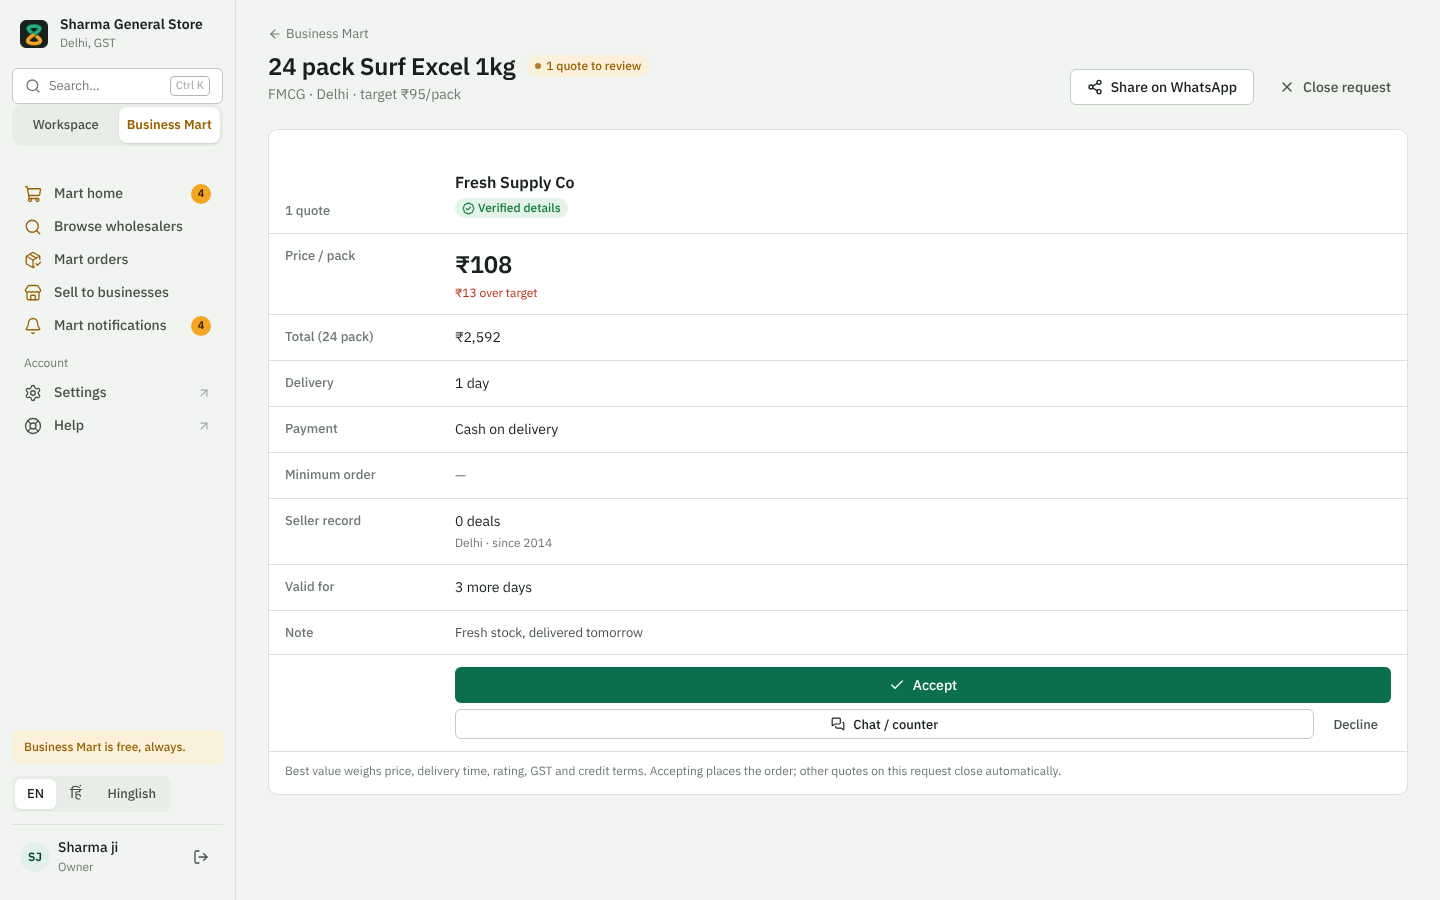 Sharma General Store
Delhi, GST
Search...
Ctrl K
Workspace
Business Mart
Mart home
4
Browse wholesalers
Mart orders
Sell to businesses
Mart notifications
4
Account
Settings
Help
Business Mart is free, always.
EN
हिं
Hinglish
SJ
Sharma ji
Owner
Business Mart
24 pack Surf Excel 1kg
1 quote to review
FMCG · Delhi · target ₹95/pack
Share on WhatsApp
Close request
1 quote
Fresh Supply Co
Verified details
Price / pack
₹108
₹13 over target
Total (24 pack)
₹2,592
Delivery
1 day
Payment
Cash on delivery
Minimum order
—
Seller record
0 deals
Delhi · since 2014
Valid for
3 more days
Note
Fresh stock, delivered tomorrow
Accept
Chat / counter
Decline
Best value weighs price, delivery time, rating, GST and credit terms. Accepting places the order; other quotes on this request close automatically.